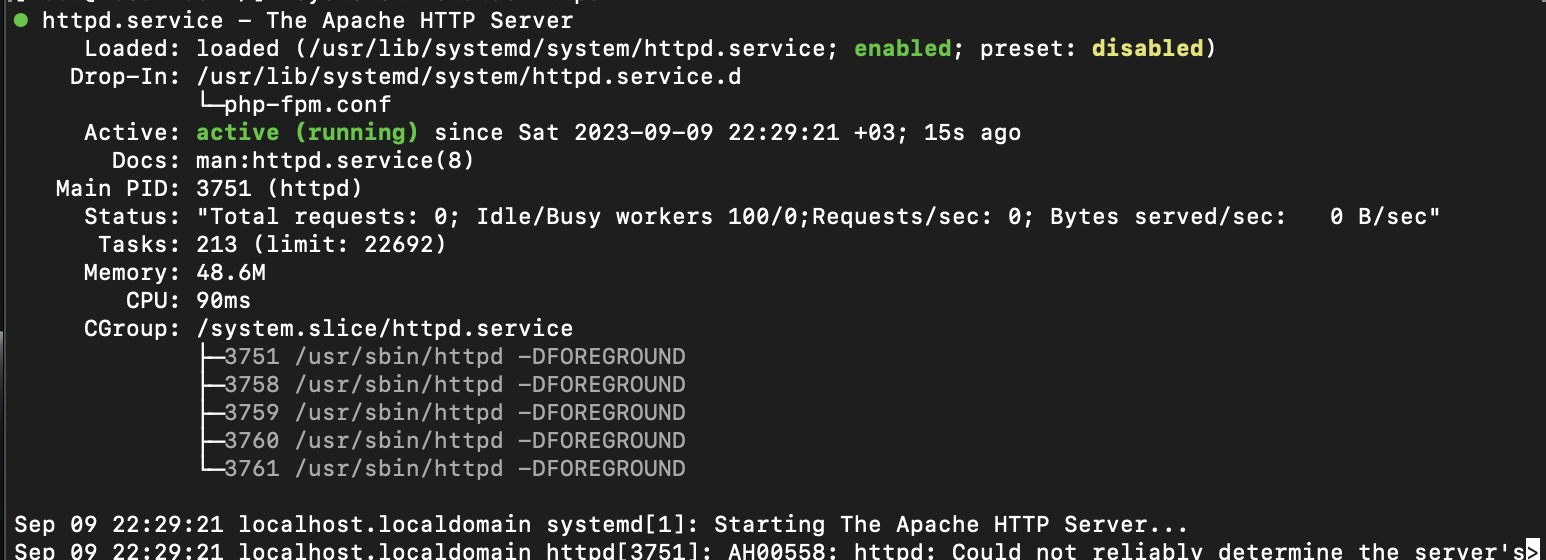 ● httpd.service - The Apache HTTP Server
     Loaded: loaded (/usr/lib/systemd/system/httpd.service; enabled; preset: disabled)
    Drop-In: /usr/lib/systemd/system/httpd.service.d
             └─php-fpm.conf
     Active: active (running) since Sat 2023-09-09 22:29:21 +03; 15s ago
       Docs: man:httpd.service(8)
   Main PID: 3751 (httpd)
     Status: "Total requests: 0; Idle/Busy workers 100/0;Requests/sec: 0; Bytes served/sec:   0 B/sec"
      Tasks: 213 (limit: 22692)
     Memory: 48.6M
        CPU: 90ms
     CGroup: /system.slice/httpd.service
             ├─3751 /usr/sbin/httpd -DFOREGROUND
             ├─3758 /usr/sbin/httpd -DFOREGROUND
             ├─3759 /usr/sbin/httpd -DFOREGROUND
             ├─3760 /usr/sbin/httpd -DFOREGROUND
             └─3761 /usr/sbin/httpd -DFOREGROUND

Sep 09 22:29:21 localhost.localdomain systemd[1]: Starting The Apache HTTP Server...
Sep 09 22:29:21 localhost.localdomain httpd[3751]: AH00558: httpd: Could not reliably determine the server's>